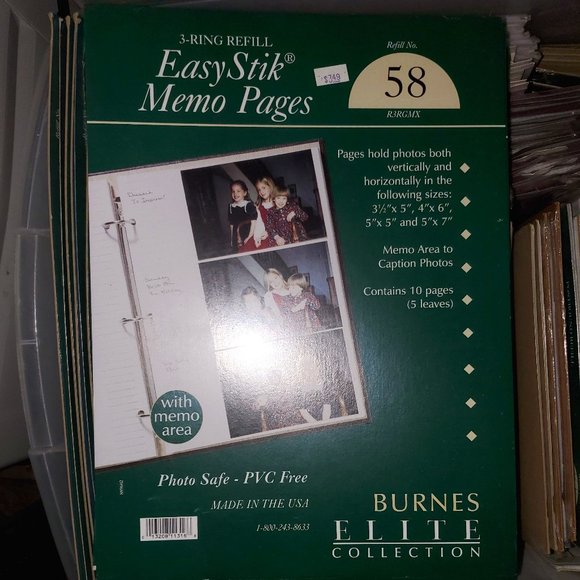 3-RING REFILL
EasyStik®
Memo Pages
$7.49
Refill No.
58
R3RGMX
Pages hold photos both
vertically and
horizontally in the
following sizes:
3½"x 5", 4"x 6",
5"x 5" and 5"x 7"
Memo Area to
Caption Photos
Contains 10 pages
(5 leaves)
with
memo
area
Photo Safe - PVC Free
MADE IN THE USA
1-800-243-8633
BURNES
ELITE
COLLECTION